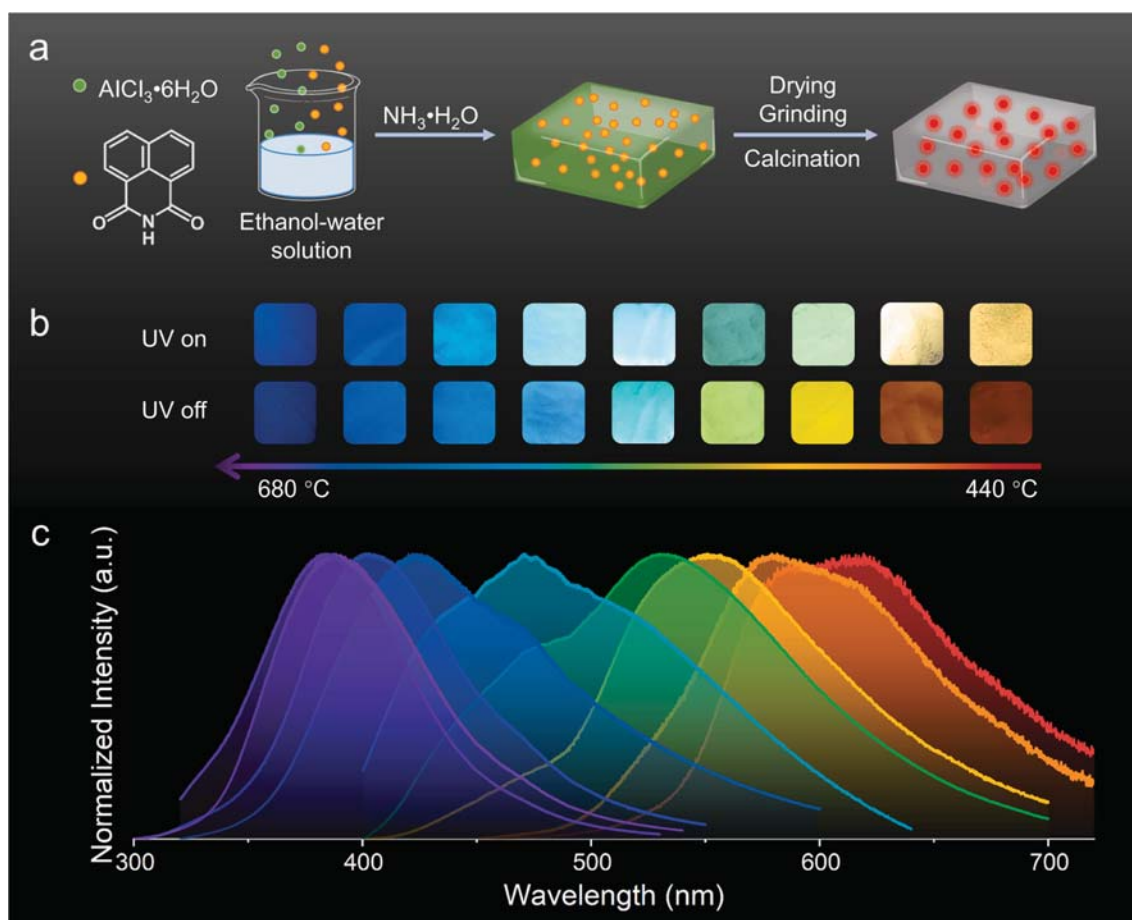 a
AlCl₃•6H₂O
O
N
H
O
Ethanol-water
solution
NH₃•H₂O
Drying
Grinding
Calcination
b
UV on
UV off
680 °C
440 °C
c
Normalized Intensity (a.u.)
300
400
500
600
700
Wavelength (nm)